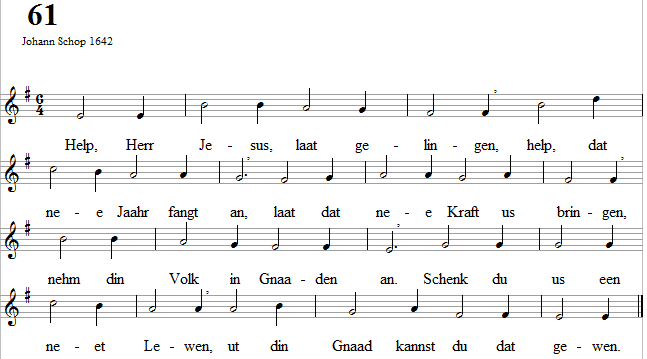 61
Johann Schop 1642
6
4
Help, Herr Je - sus, laat ge - lin - gen, help, dat
ne - e Jaahr fangt an, laat dat ne - e Kraft us brin - gen,
nehm din Volk in Gnaa - den an. Schenk du us een
ne - et Le - wen, ut din Gnaad kannst du dat ge - wen.